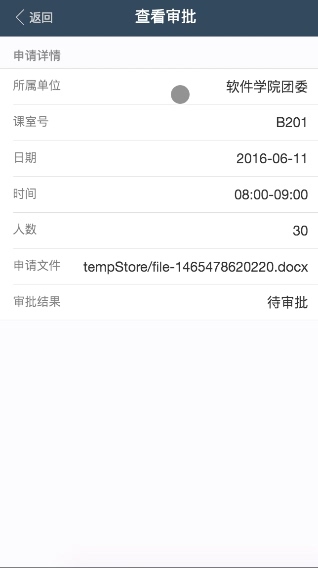 返回 查看审批
申请详情
所属单位 软件学院团委
课室号 B201
日期 2016-06-11
时间 08:00-09:00
人数 30
申请文件 tempStore/file-1465478620220.docx
审批结果 待审批